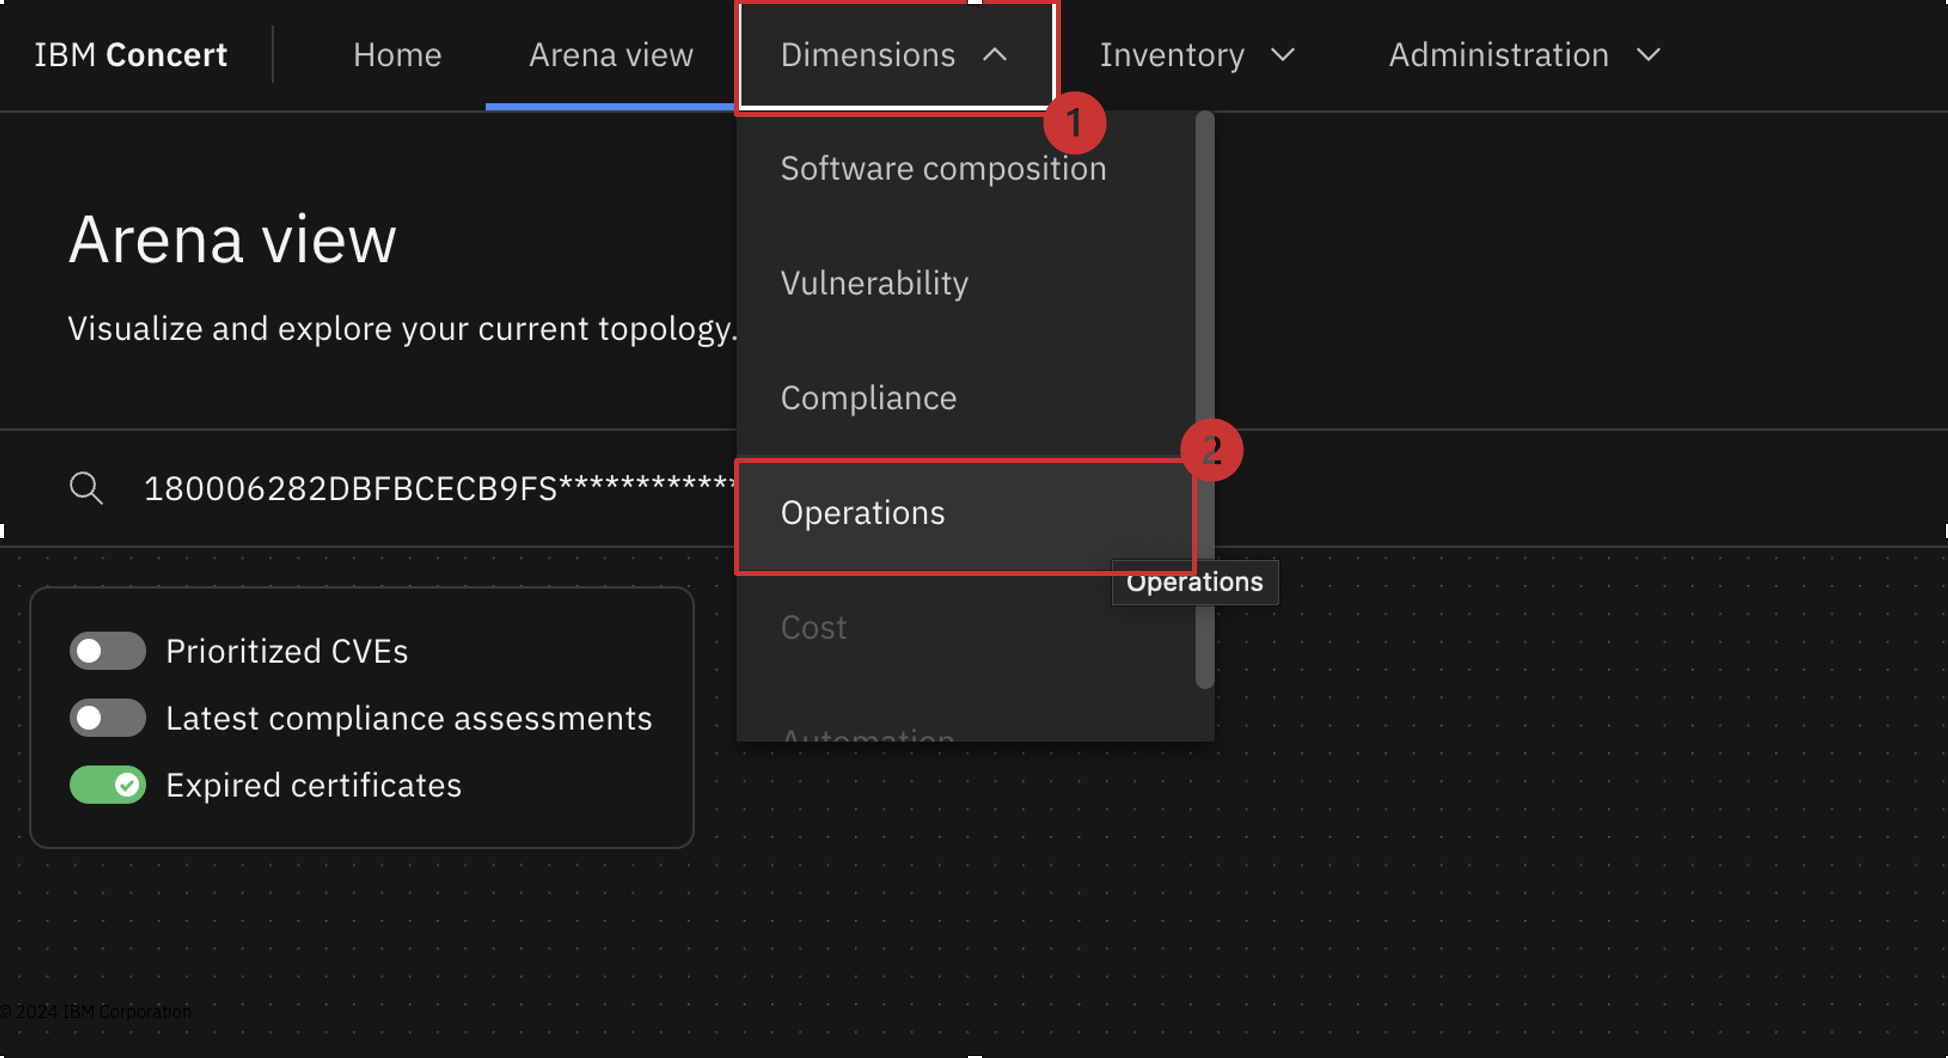 IBM Concert Home Arena view Dimensions Inventory Administration
1
Software composition
Arena view
Vulnerability
Visualize and explore your current topology.
Compliance
2
180006282DBFBCECB9FS************
Operations
Operations
Cost
Prioritized CVEs
Latest compliance assessments
Automation
Expired certificates
© 2024 IBM Corporation